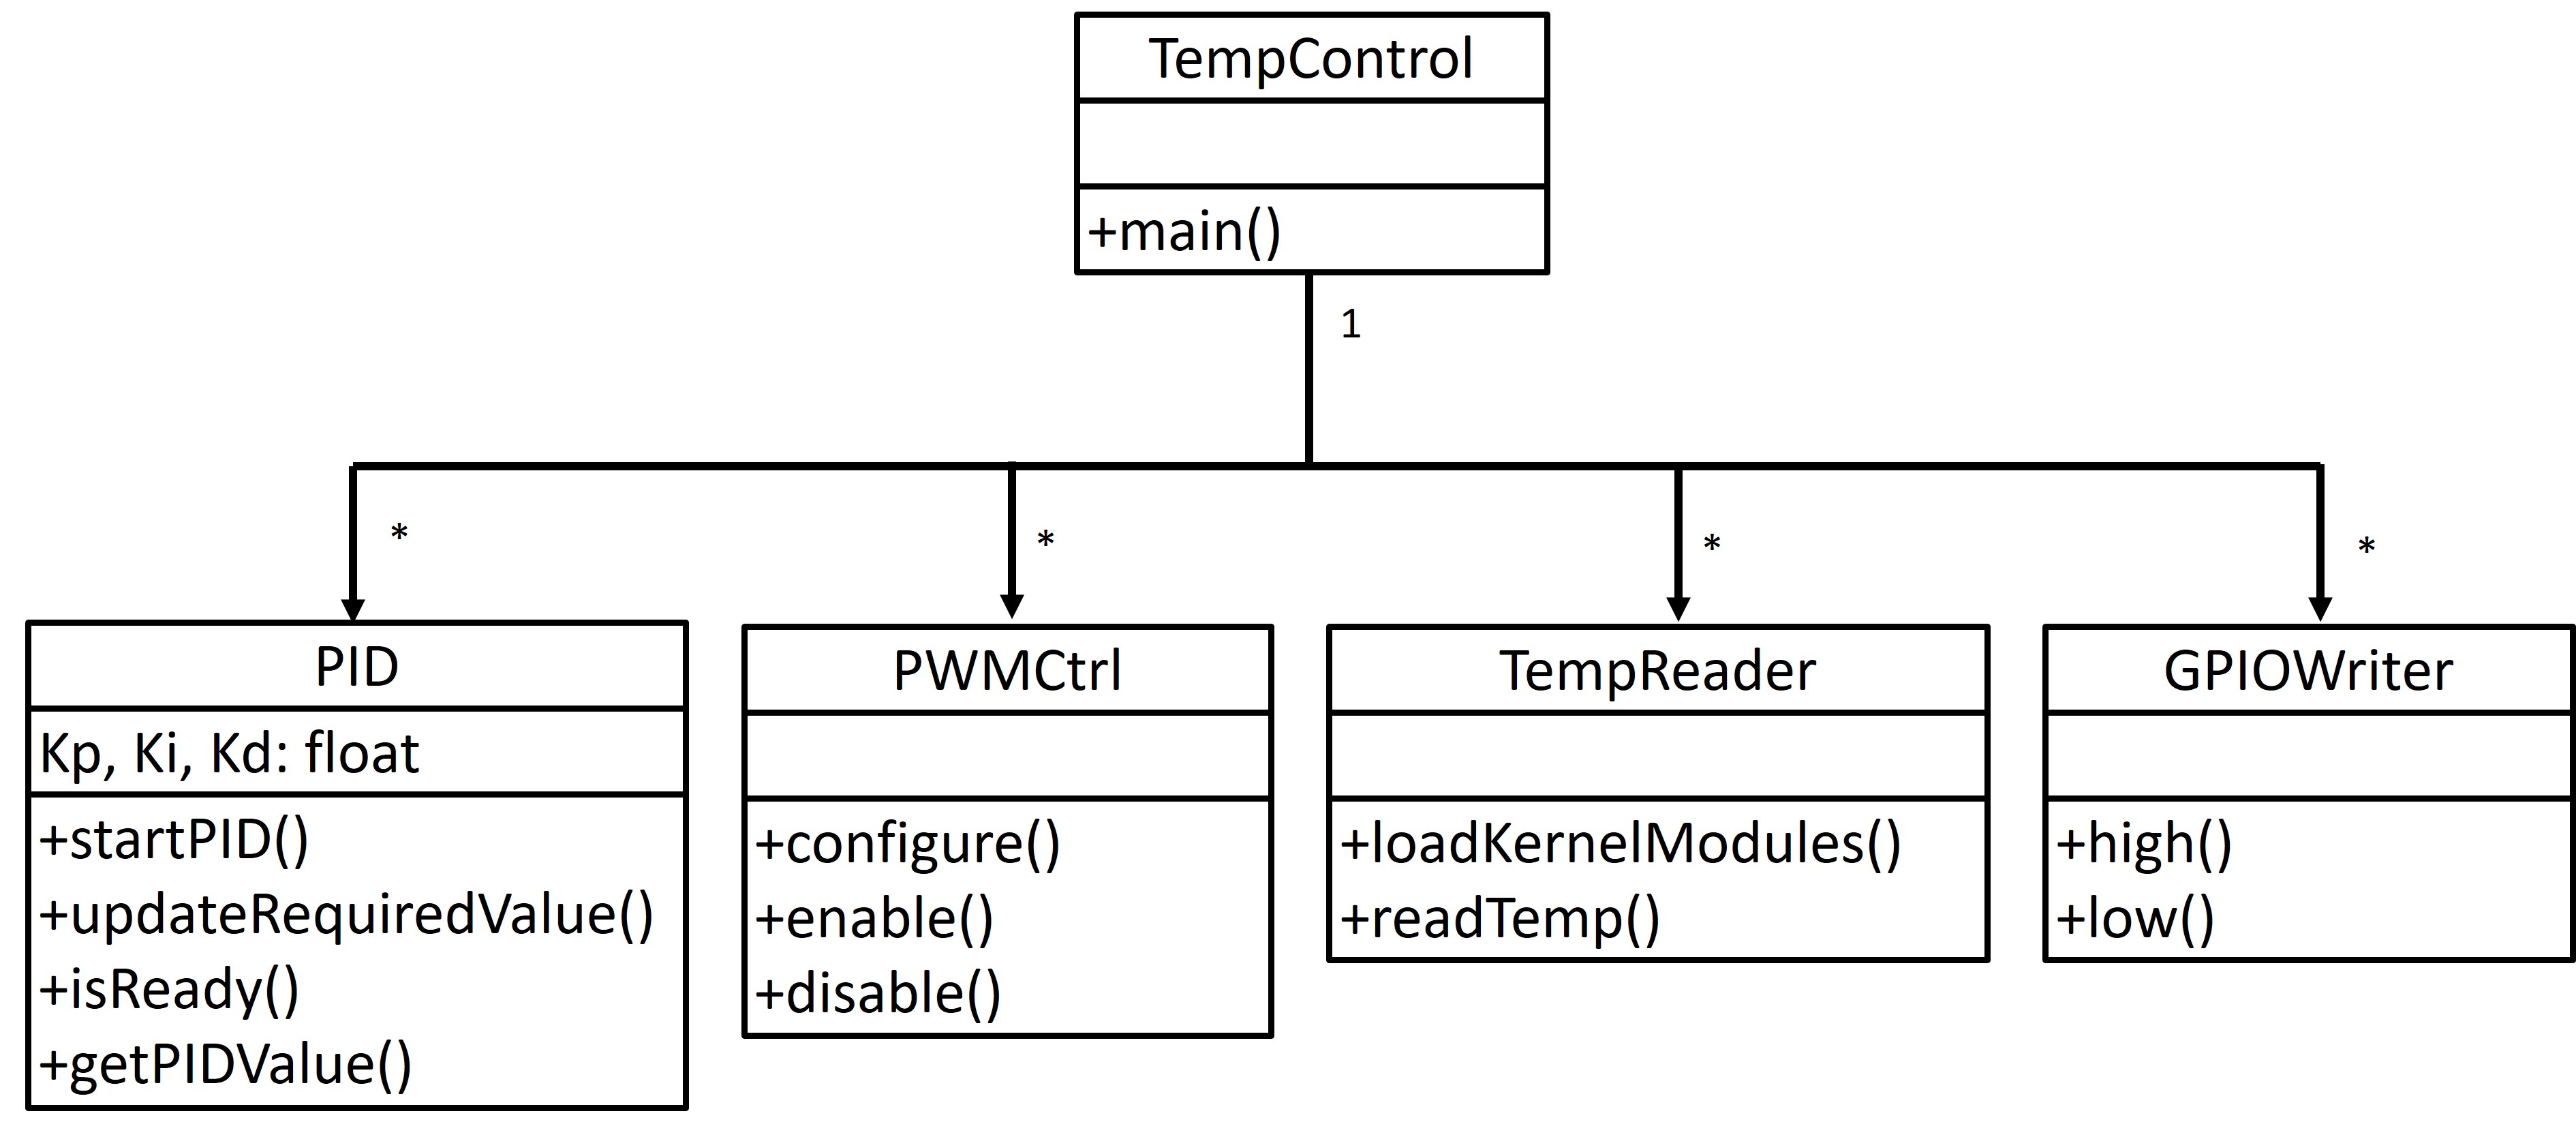 TempControl
+main()
1
*
*
*
*
PID
Kp, Ki, Kd: float
+startPID()
+updateRequiredValue()
+isReady()
+getPIDValue()
PWMCtrl
+configure()
+enable()
+disable()
TempReader
+loadKernelModules()
+readTemp()
GPIOWriter
+high()
+low()